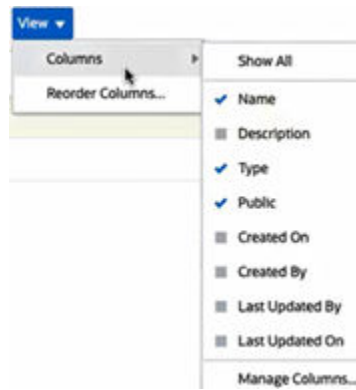 View
Columns
Reorder Columns...
Show All
Name
Description
Type
Public
Created On
Created By
Last Updated By
Last Updated On
Manage Columns...